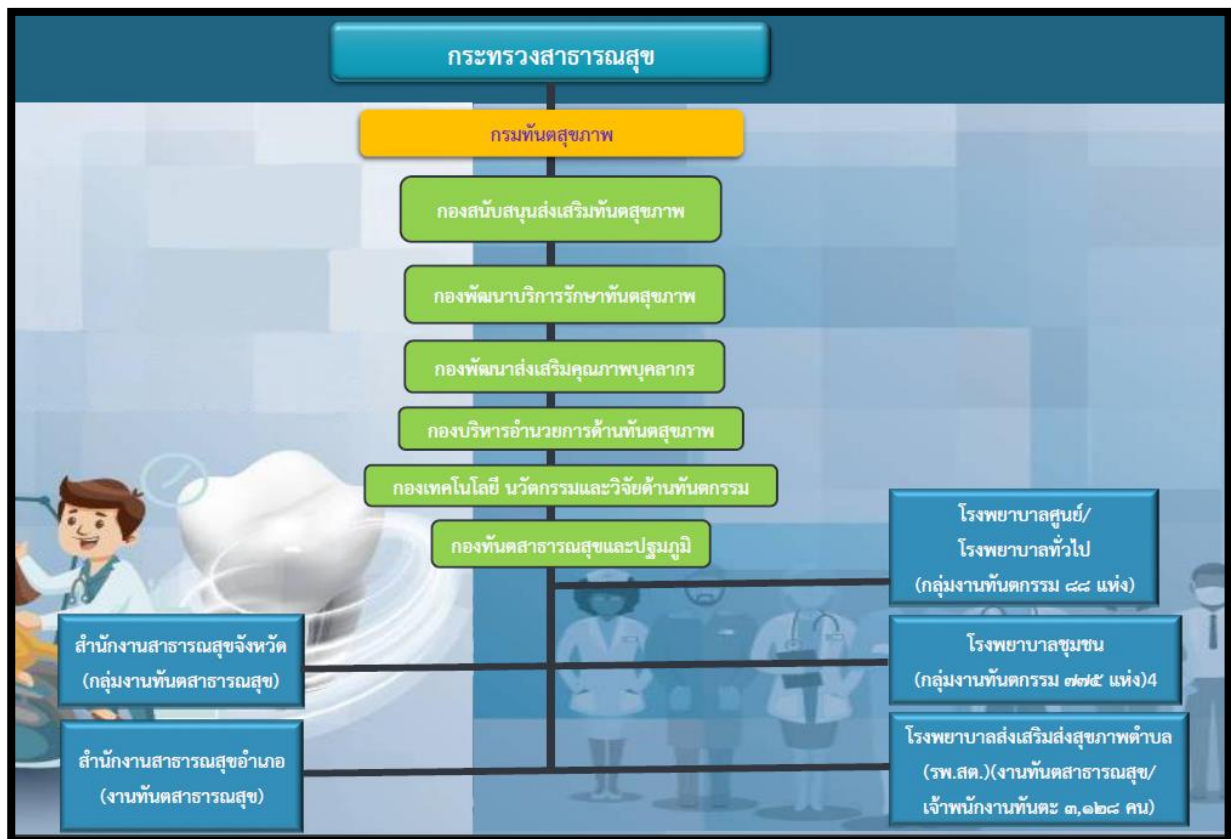 กระทรวงสาธารณสุข
กรมทันตสุขภาพ
กองสนับสนุนส่งเสริมทันตสุขภาพ
กองพัฒนาบริการรักษาทันตสุขภาพ
กองพัฒนาส่งเสริมคุณภาพบุคลากร
กองบริหารอำนวยการด้านทันตสุขภาพ
กองเทคโนโลยี นวัตกรรมและวิจัยด้านทันตกรรม
กองทันตสาธารณสุขและปฐมภูมิ
โรงพยาบาลศูนย์/
โรงพยาบาลทั่วไป
(กลุ่มงานทันตกรรม ๘๘ แห่ง)
สำนักงานสาธารณสุขจังหวัด
(กลุ่มงานทันตสาธารณสุข)
โรงพยาบาลชุมชน
(กลุ่มงานทันตกรรม ๗๗๕ แห่ง)4
สำนักงานสาธารณสุขอำเภอ
(งานทันตสาธารณสุข)
โรงพยาบาลส่งเสริมส่งสุขภาพตำบล
(รพ.สต.)(งานทันตสาธารณสุข/
เจ้าพนักงานทันตะ ๓,๑๒๘ คน)